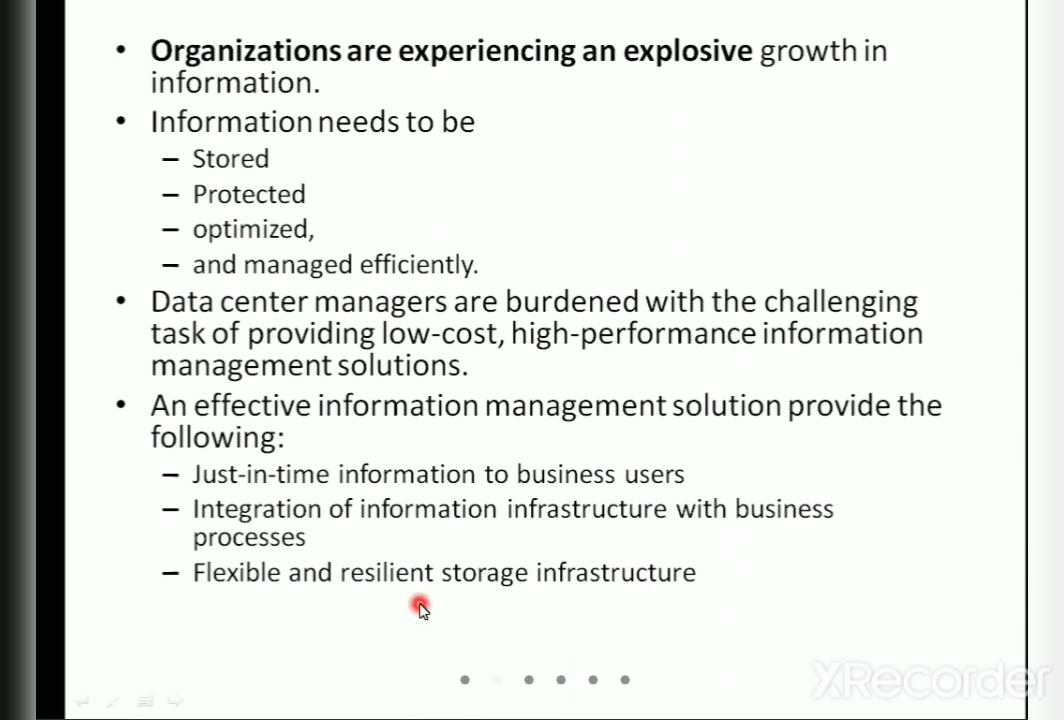 • Organizations are experiencing an explosive growth in
information.
• Information needs to be
– Stored
– Protected
– optimized,
– and managed efficiently.
• Data center managers are burdened with the challenging
task of providing low-cost, high-performance information
management solutions.
• An effective information management solution provide the
following:
– Just-in-time information to business users
– Integration of information infrastructure with business
processes
– Flexible and resilient storage infrastructure
XRecorder